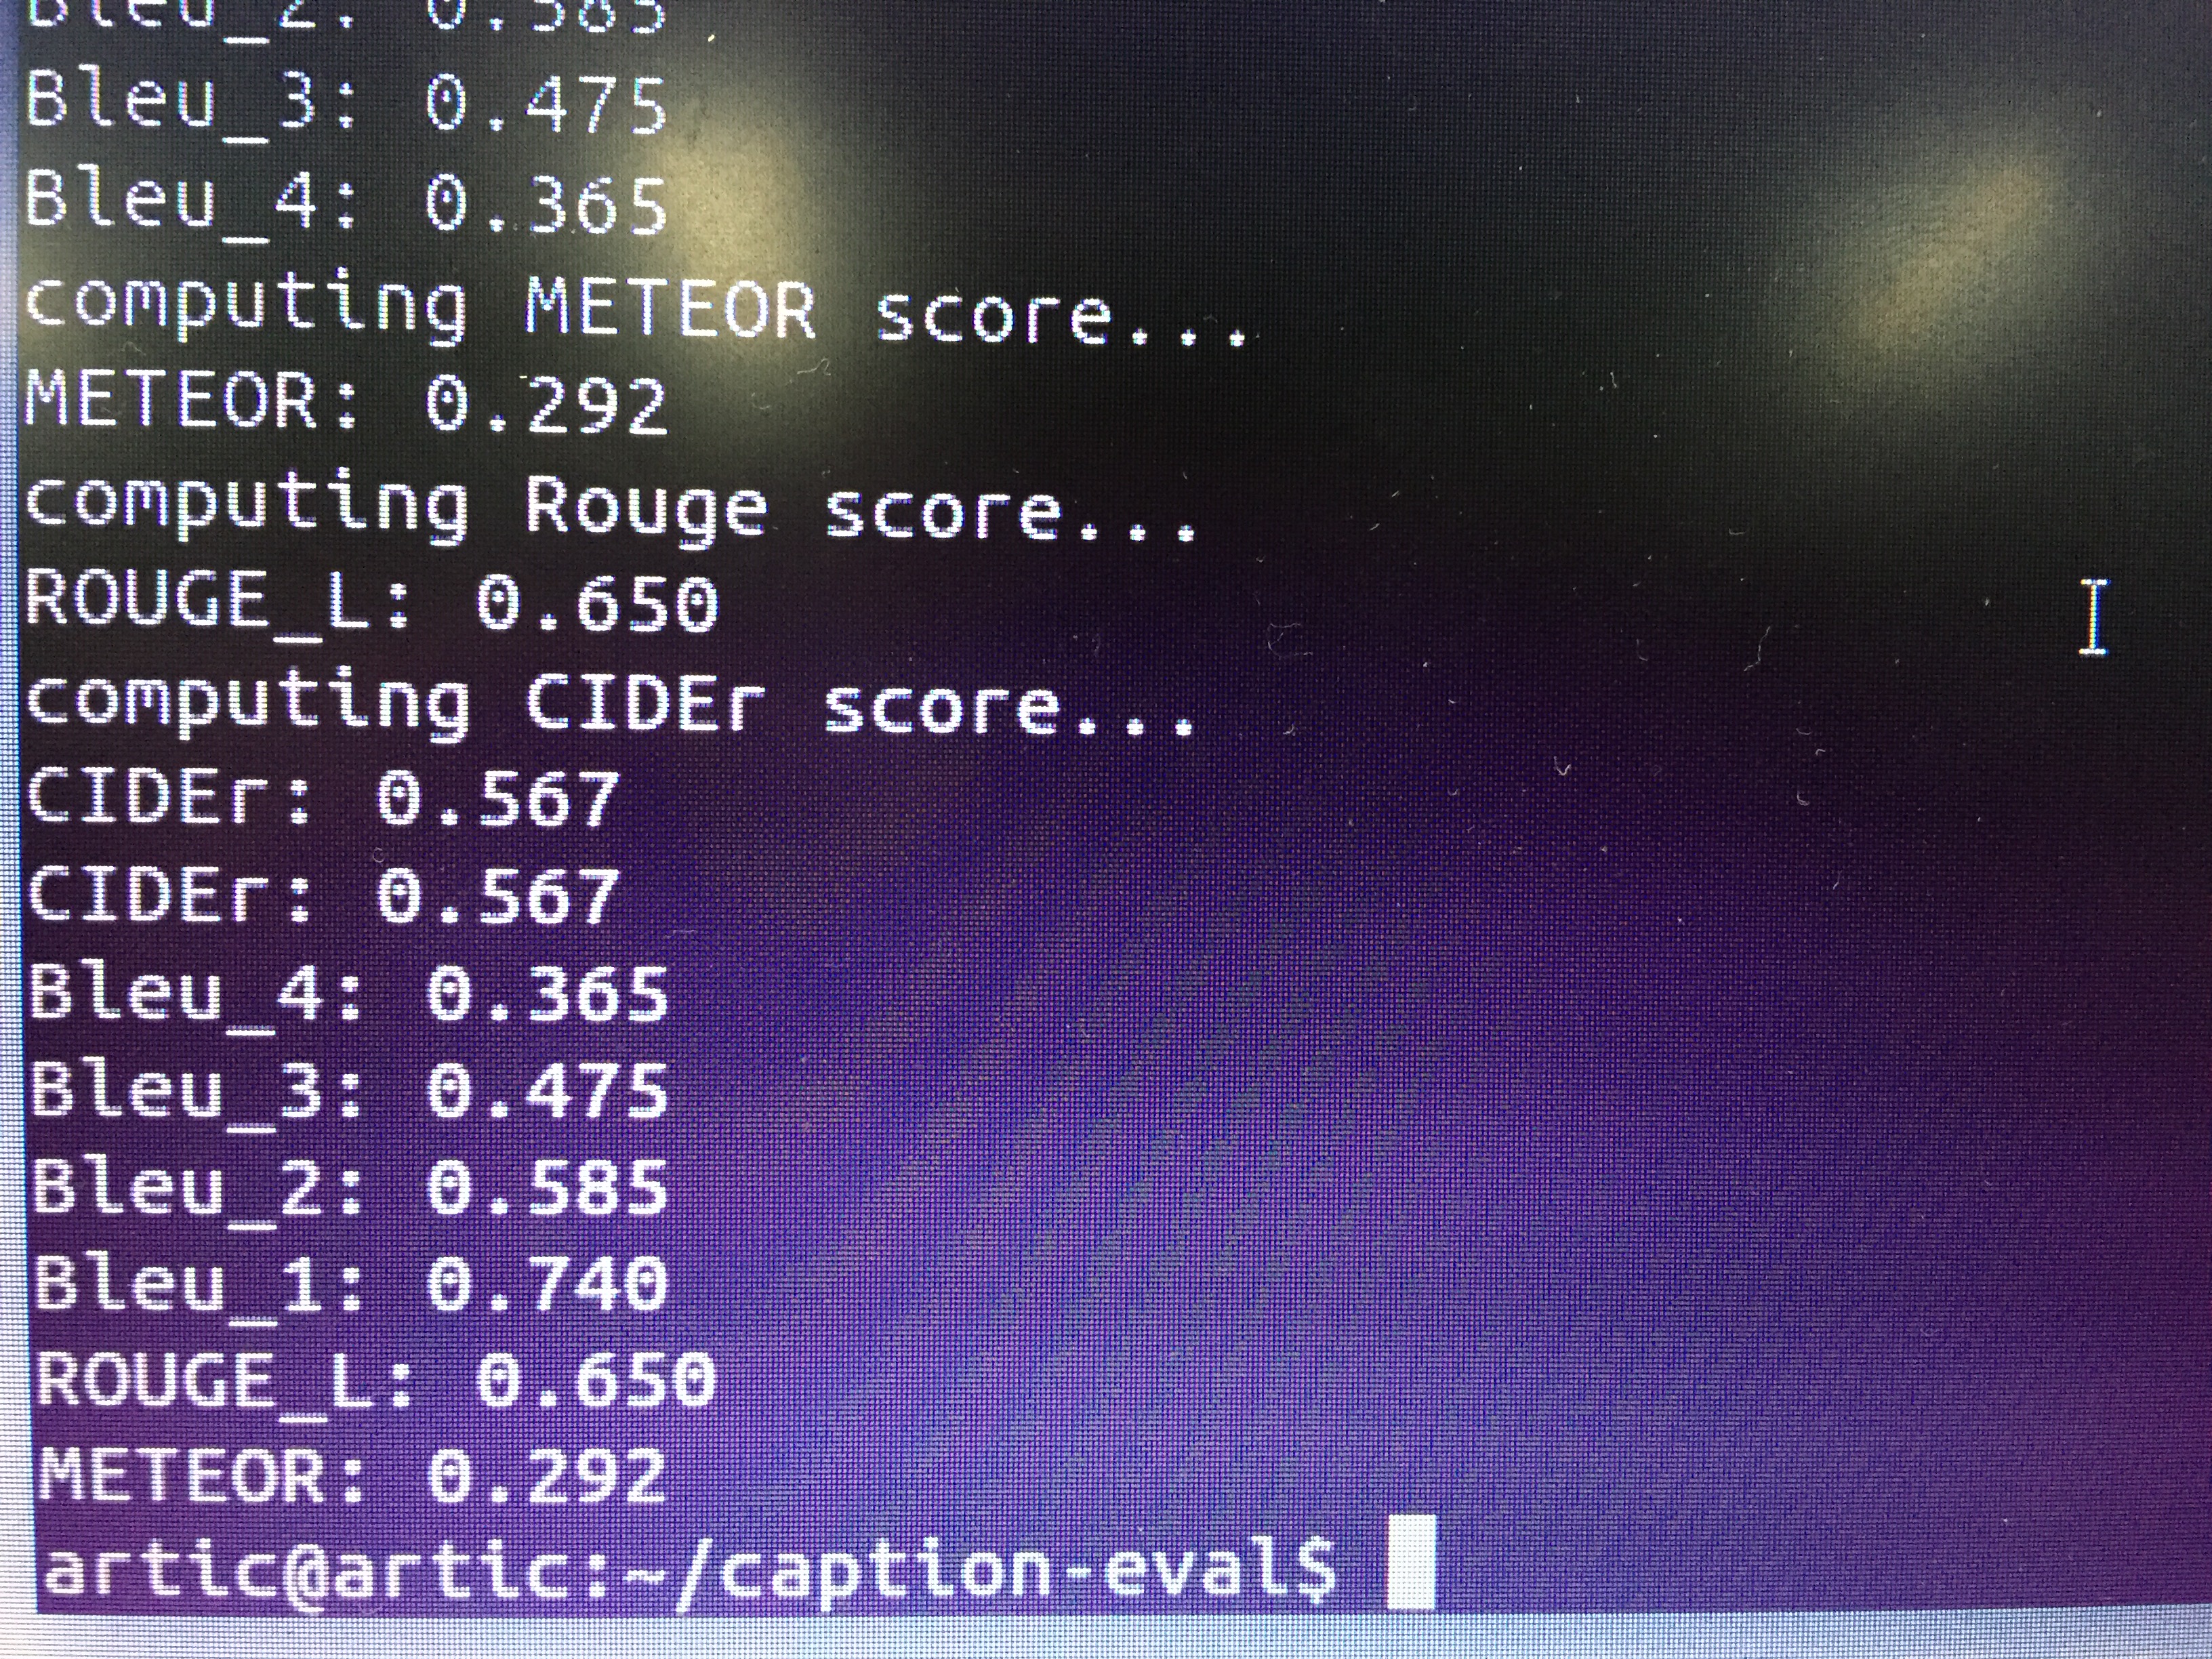 Bleu_2: 0.585
Bleu_3: 0.475
Bleu_4: 0.365
computing METEOR score...
METEOR: 0.292
computing Rouge score...
ROUGE_L: 0.650
computing CIDEr score...
CIDEr: 0.567
CIDEr: 0.567
Bleu_4: 0.365
Bleu_3: 0.475
Bleu_2: 0.585
Bleu_1: 0.740
ROUGE_L: 0.650
METEOR: 0.292
artic@artic:~/caption-eval$